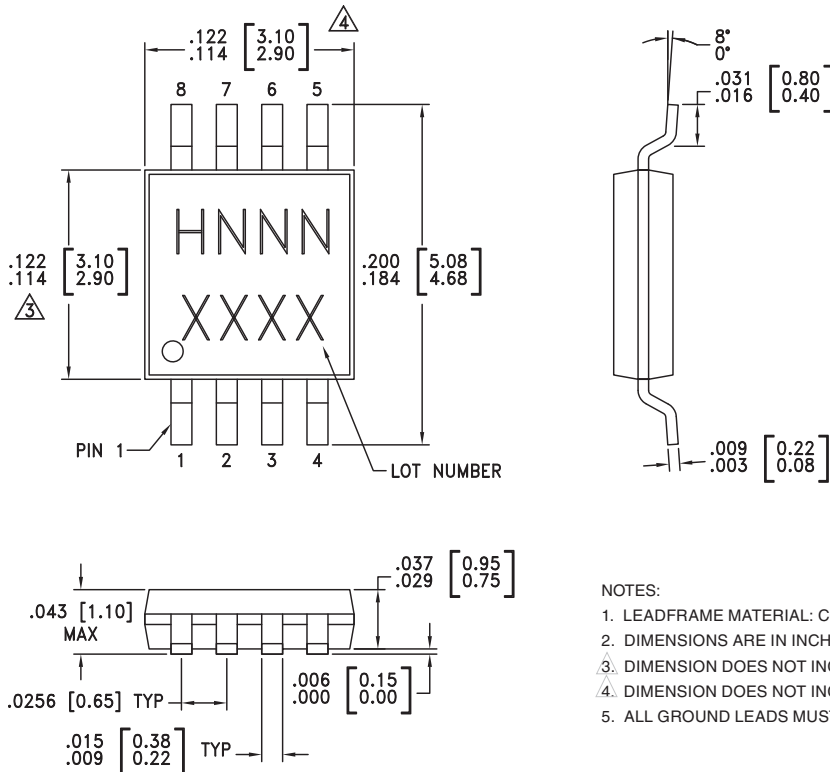 .122 [3.10] 4
.114 [2.90]
8 7 6 5
HNNN
XXXX
.122 [3.10]
.114 [2.90]
3
.200 [5.08]
.184 [4.68]
PIN 1
1 2 3 4
LOT NUMBER
8°
0°
.031 [0.80]
.016 [0.40]
.009 [0.22]
.003 [0.08]
.043 [1.10]
MAX
.037 [0.95]
.029 [0.75]
.0256 [0.65] TYP
.006 [0.15]
.000 [0.00]
.015 [0.38]
.009 [0.22]
TYP
NOTES:
1. LEADFRAME MATERIAL:
2. DIMENSIONS ARE IN
3. DIMENSION DOES NOT
4. DIMENSION DOES NOT
5. ALL GROUND LEADS